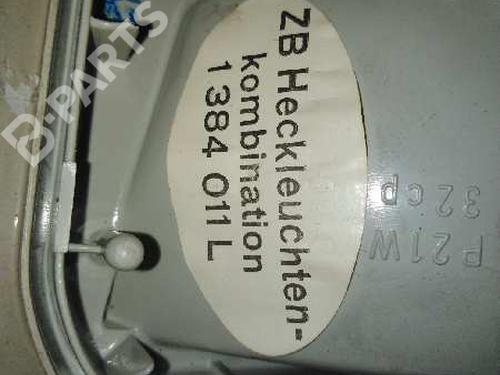 ZB Heckleuchten-
kombination
1 384 011 L
32cp
P21W
B-PARTS